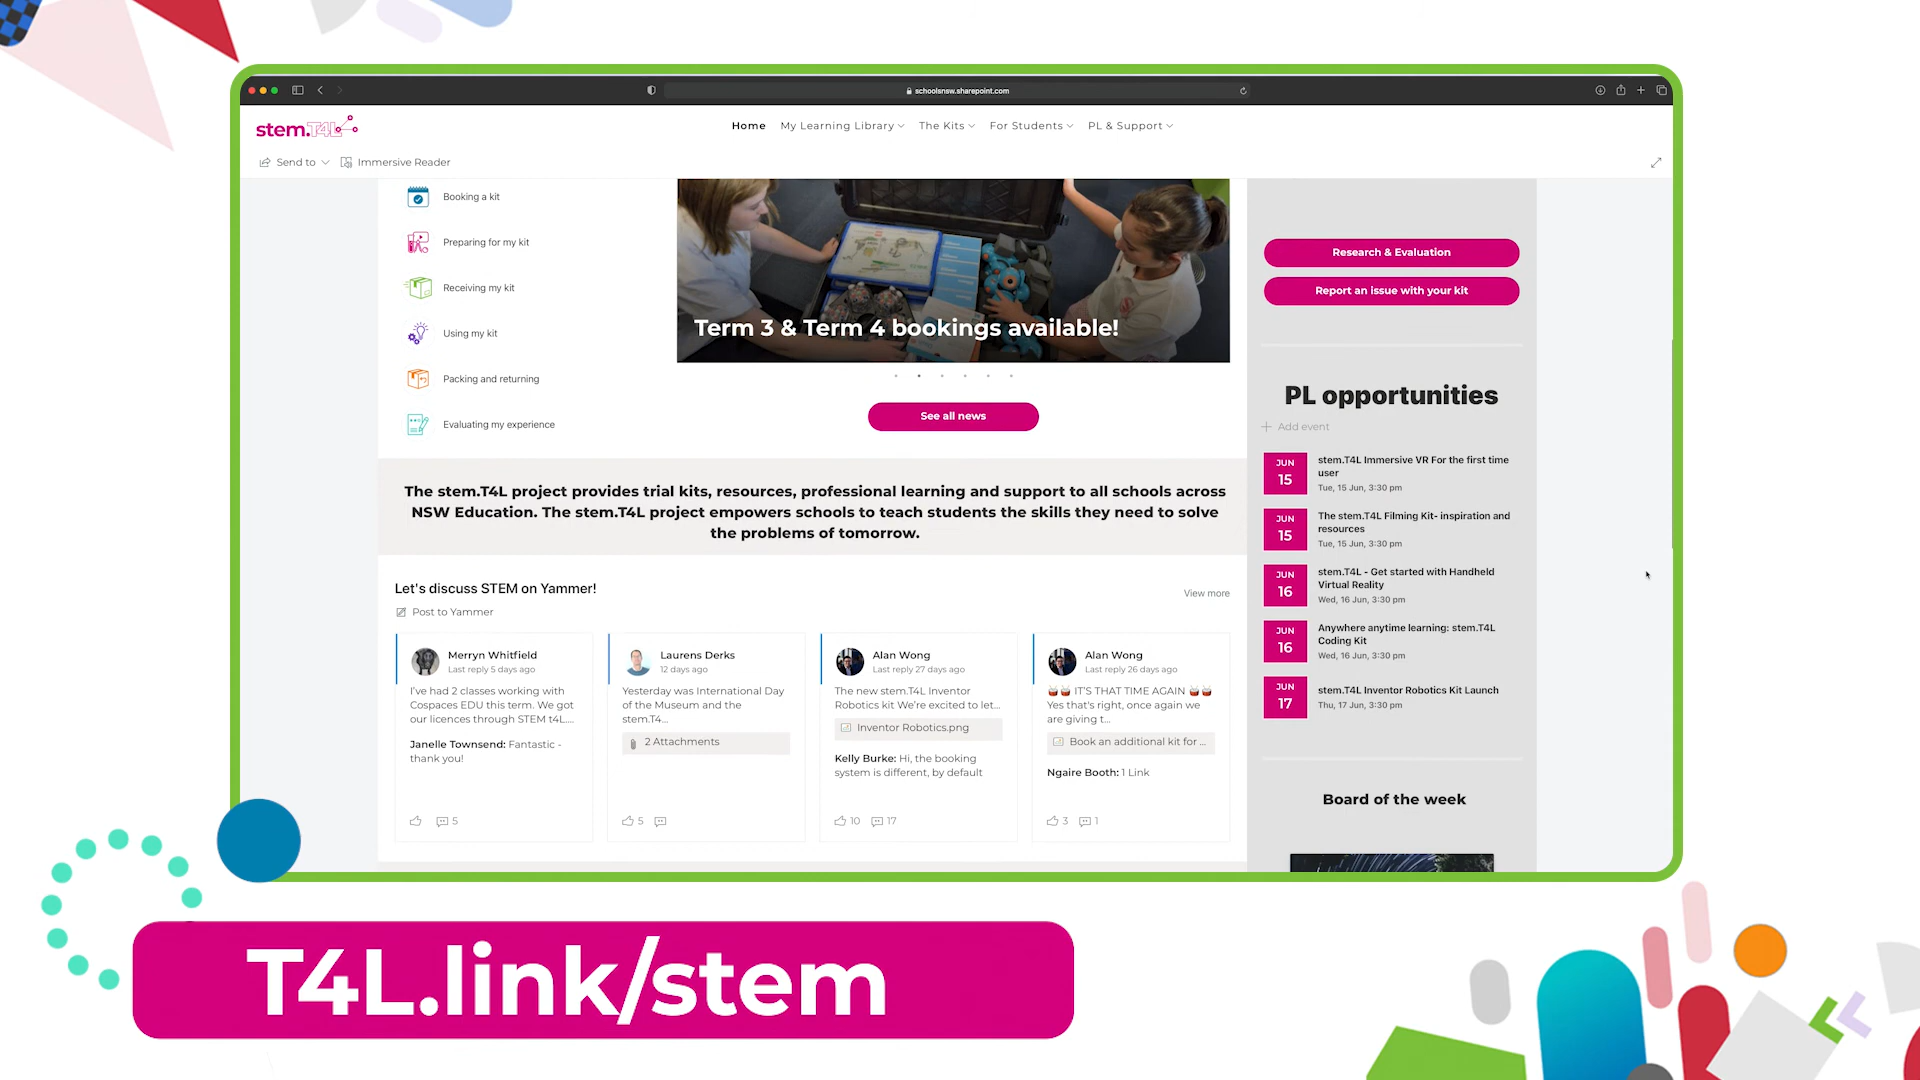 schoolsnsw.sharepoint.com
stem.T4L
Home
My Learning Library
The Kits
For Students
PL & Support
Send to
Immersive Reader
Booking a kit
Preparing for my kit
Receiving my kit
Using my kit
Packing and returning
Evaluating my experience
Term 3 & Term 4 bookings available!
See all news
Research & Evaluation
Report an issue with your kit
PL opportunities
Add event
JUN
15
stem.T4L Immersive VR For the first time
user
Tue, 15 Jun, 3:30 pm
JUN
15
The stem.T4L Filming Kit- inspiration and
resources
Tue, 15 Jun, 3:30 pm
JUN
16
stem.T4L - Get started with Handheld
Virtual Reality
Wed, 16 Jun, 3:30 pm
JUN
16
Anywhere anytime learning: stem.T4L
Coding Kit
Wed, 16 Jun, 3:30 pm
JUN
17
stem.T4L Inventor Robotics Kit Launch
Thu, 17 Jun, 3:30 pm
Board of the week
The stem.T4L project provides trial kits, resources, professional learning and support to all schools across
NSW Education. The stem.T4L project empowers schools to teach students the skills they need to solve
the problems of tomorrow.
Let's discuss STEM on Yammer!
View more
Post to Yammer
Merryn Whitfield
Last reply 5 days ago
I've had 2 classes working with
Cospaces EDU this term. We got
our licences through STEM t4L....
Janelle Townsend: Fantastic -
thank you!
5
Laurens Derks
12 days ago
Yesterday was International Day
of the Museum and the
stem.T4...
2 Attachments
5
Alan Wong
Last reply 27 days ago
The new stem.T4L Inventor
Robotics kit We're excited to let...
Inventor Robotics.png
Kelly Burke: Hi, the booking
system is different, by default
10
17
Alan Wong
Last reply 26 days ago
IT'S THAT TIME AGAIN
Yes that's right, once again we
are giving t...
Book an additional kit for ...
Ngaire Booth: 1 Link
3
1
T4L.link/stem